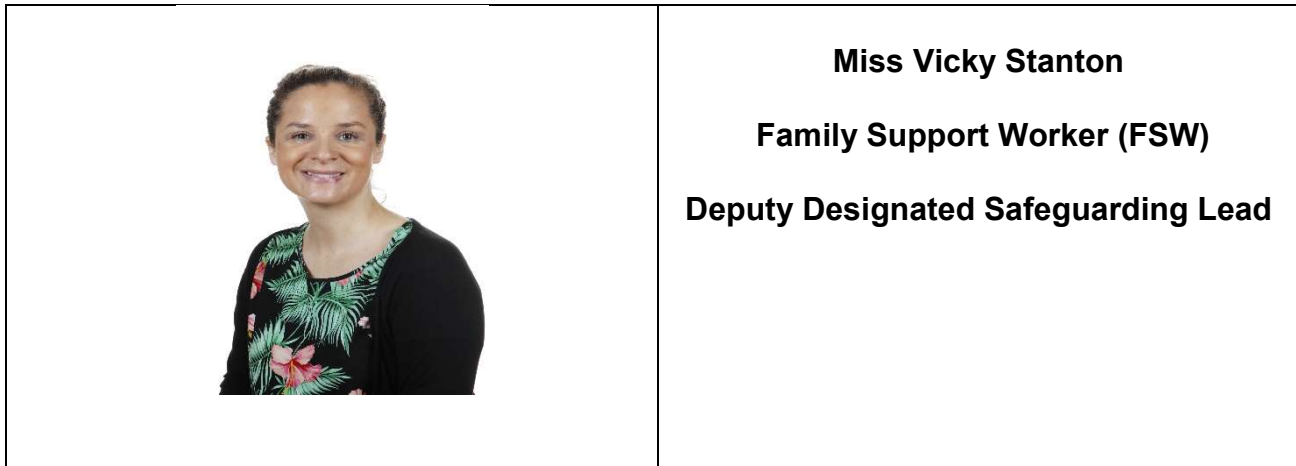 Miss Vicky Stanton
Family Support Worker (FSW)
Deputy Designated Safeguarding Lead